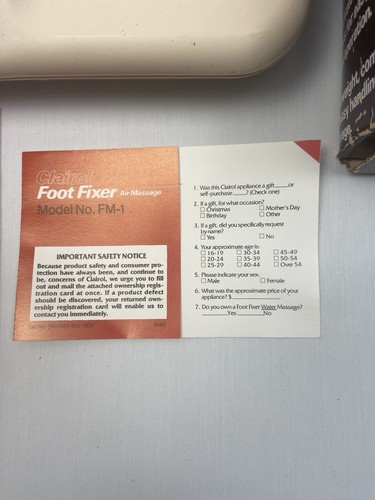 Clairol
Foot Fixer Air Massage
Model No. FM-1
IMPORTANT SAFETY NOTICE
Because product safety and consumer pro-
tection have always been, and continue to
be, concerns of Clairol, we urge you to fill
out and mail the attached ownership regis-
tration card at once. If a product defect
should be discovered, your returned own-
ership registration card will enable us to
contact you immediately.
1. Was this Clairol appliance a gift____or
self-purchase____? (Check one)
2. If a gift, for what occasion?
☐ Christmas ☐ Mother's Day
☐ Birthday ☐ Other
3. If a gift, did you specifically request
by name?
☐ Yes ☐ No
4. Your approximate age is:
☐ 16-19 ☐ 30-34 ☐ 45-49
☐ 20-24 ☐ 35-39 ☐ 50-54
☐ 25-29 ☐ 40-44 ☐ Over 54
5. Please indicate your sex:
☐ Male ☐ Female
6. What was the approximate price of your
appliance? $____
7. Do you own a Foot Fixer Water Massage?
____Yes ____No